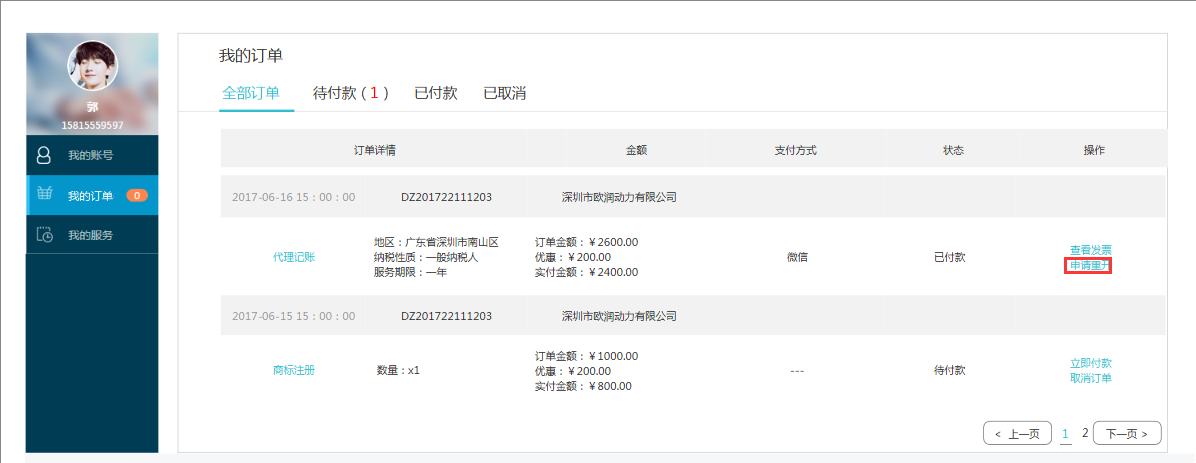 郭
15815559597
我的账号
我的订单 0
我的服务
我的订单
全部订单 待付款（1） 已付款 已取消
订单详情 金额 支付方式 状态 操作
2017-06-16 15：00：00 DZ201722111203 深圳市欧润动力有限公司
代理记账
地区：广东省深圳市南山区
纳税性质：一般纳税人
服务期限：一年
订单金额：￥2600.00
优惠：￥200.00
实付金额：￥2400.00
微信
已付款
查看发票
申请重开
2017-06-15 15：00：00 DZ201722111203 深圳市欧润动力有限公司
商标注册
数量：x1
订单金额：￥1000.00
优惠：￥200.00
实付金额：￥800.00
---
待付款
立即付款
取消订单
< 上一页 1 2 下一页 >